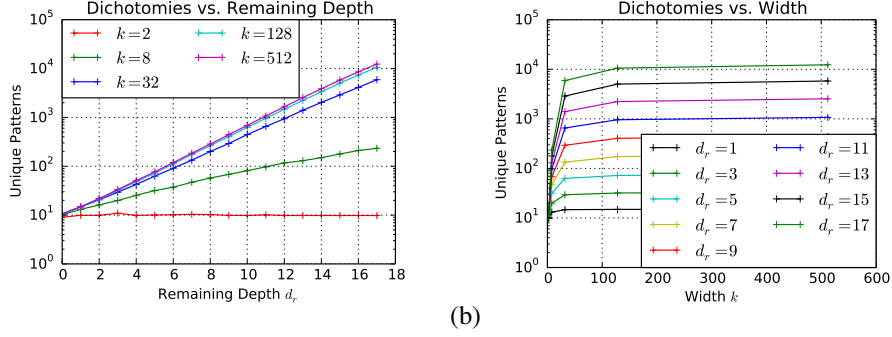 Dichotomies vs. Remaining Depth
Unique Patterns
10^5
10^4
10^3
10^2
10^1
10^0
k=2
k=8
k=32
k=128
k=512
0 2 4 6 8 10 12 14 16 18
Remaining Depth d_r
Dichotomies vs. Width
Unique Patterns
10^5
10^4
10^3
10^2
10^1
10^0
d_r=1
d_r=3
d_r=5
d_r=7
d_r=9
d_r=11
d_r=13
d_r=15
d_r=17
0 100 200 300 400 500 600
Width k
(b)